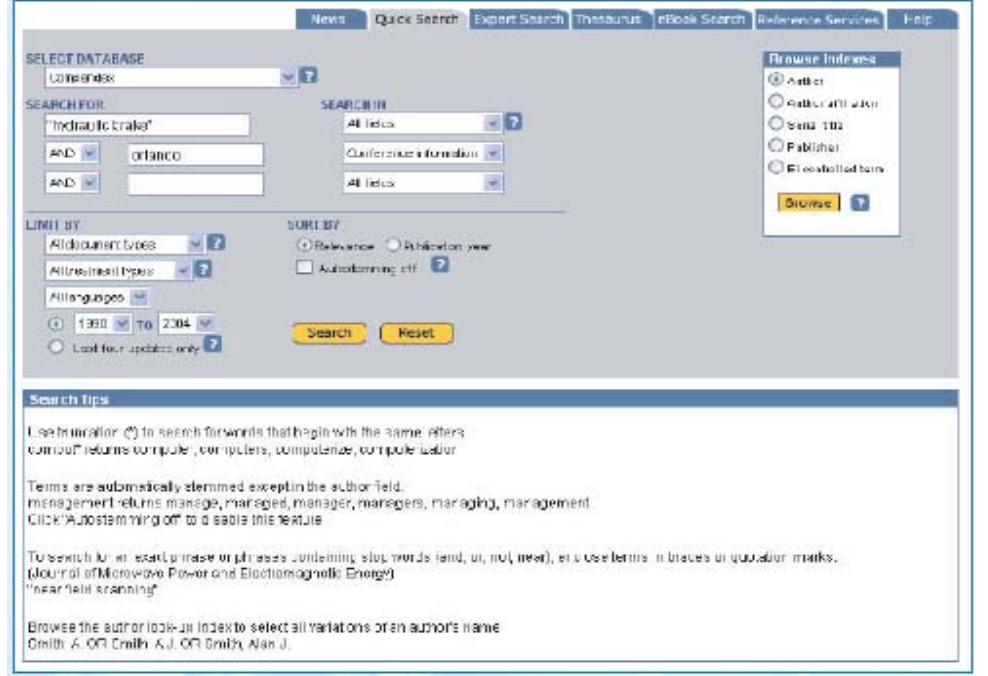 News Quick Search Expert Search Thesaurus eBook Search Reference Services Help
SELECT DATABASE
Compendex
SEARCH FOR
SEARCH IN
"hydraulic brake"
All fields
AND orlando
Conference information
AND
All fields
LIMIT BY
All document types
All treatment types
All languages
1990 TO 2004
Last four updates only
SORT BY
Relevance Publication year
Autostemming off
Search Reset
Browse Indexes
Author
Author affiliation
Serial title
Publisher
Ei controlled term
Browse
Search Tips
Use truncation (*) to search for words that begin with the same letters
comput* returns computer, computers, computerize, computerization
Terms are automatically stemmed except in the author field.
management returns manage, managed, manager, managers, managing, management
Click "Autostemming off" to disable this feature
To search for an exact phrase or phrases containing stop words (and, or, not, near), enclose terms in braces or quotation marks.
{Journal of Microwave Power and Electromagnetic Energy}
"near field scanning"
Browse the author look-up index to select all variations of an author's name
Smith, A. OR Smith, A.J. OR Smith, Alan J.